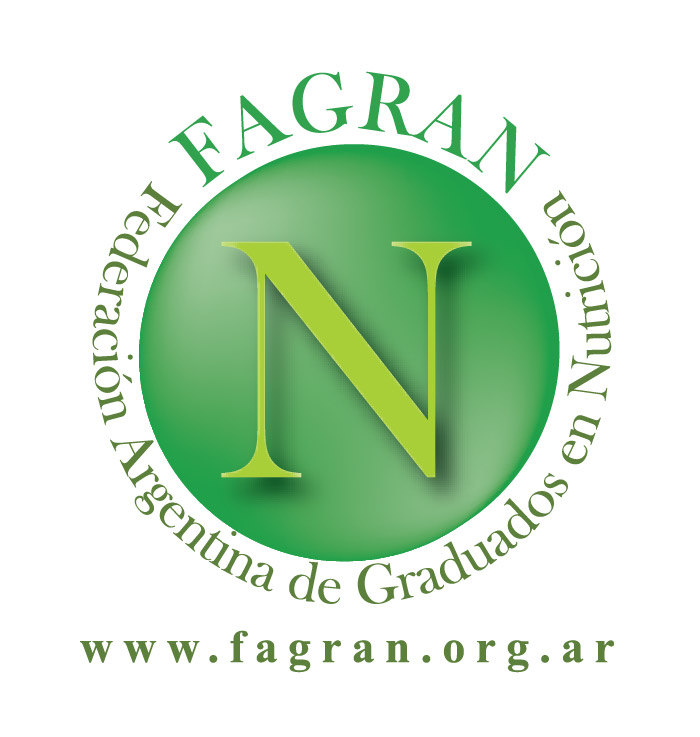 FAGRAN
Federación Argentina de Graduados en Nutrición
N
www.fagran.org.ar